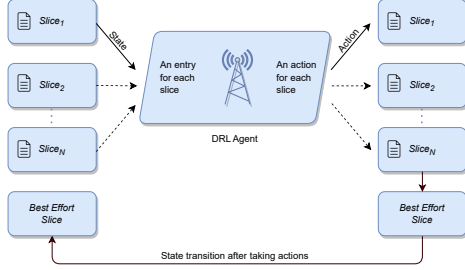 Slice1
Slice2
SliceN
Best Effort
Slice
State
An entry
for each
slice
An action
for each
slice
DRL Agent
Action
Slice1
Slice2
SliceN
Best Effort
Slice
State transition after taking actions